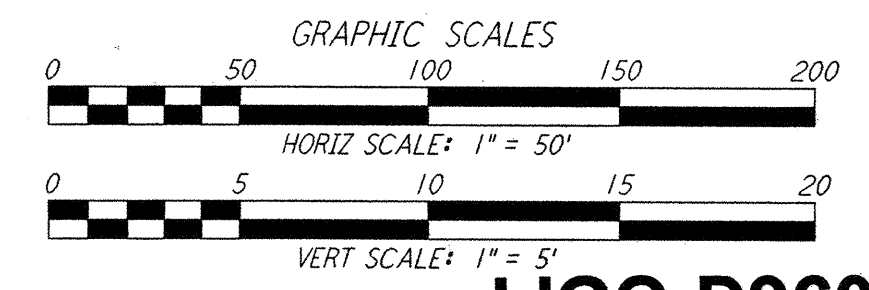 GRAPHIC SCALES
0 50 100 150 200
HORIZ SCALE: 1" = 50'
0 5 10 15 20
VERT SCALE: 1" = 5'